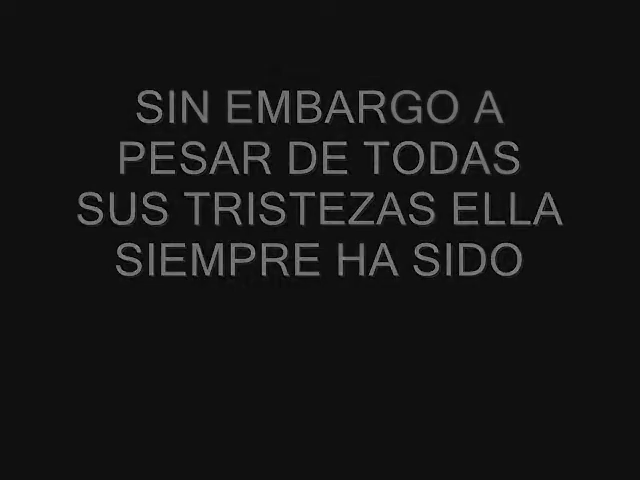 SIN EMBARGO A
PESAR DE TODAS
SUS TRISTEZAS ELLA
SIEMPRE HA SIDO